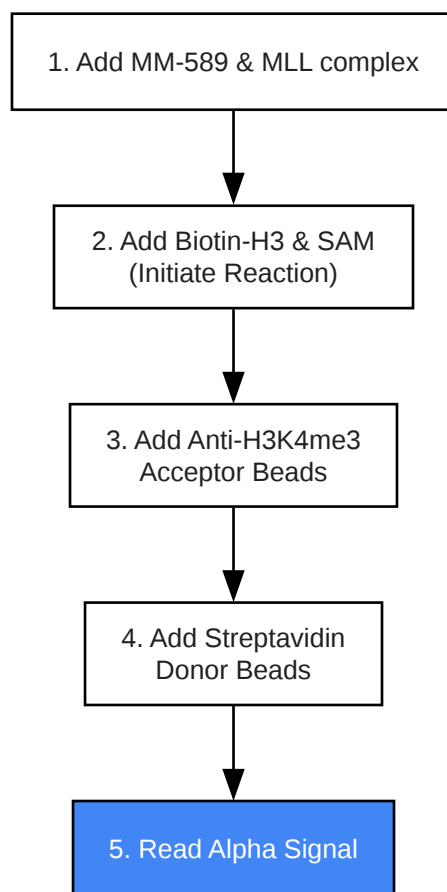 1. Add MM-589 & MLL complex
2. Add Biotin-H3 & SAM
(Initiate Reaction)
3. Add Anti-H3K4me3
Acceptor Beads
4. Add Streptavidin
Donor Beads
5. Read Alpha Signal